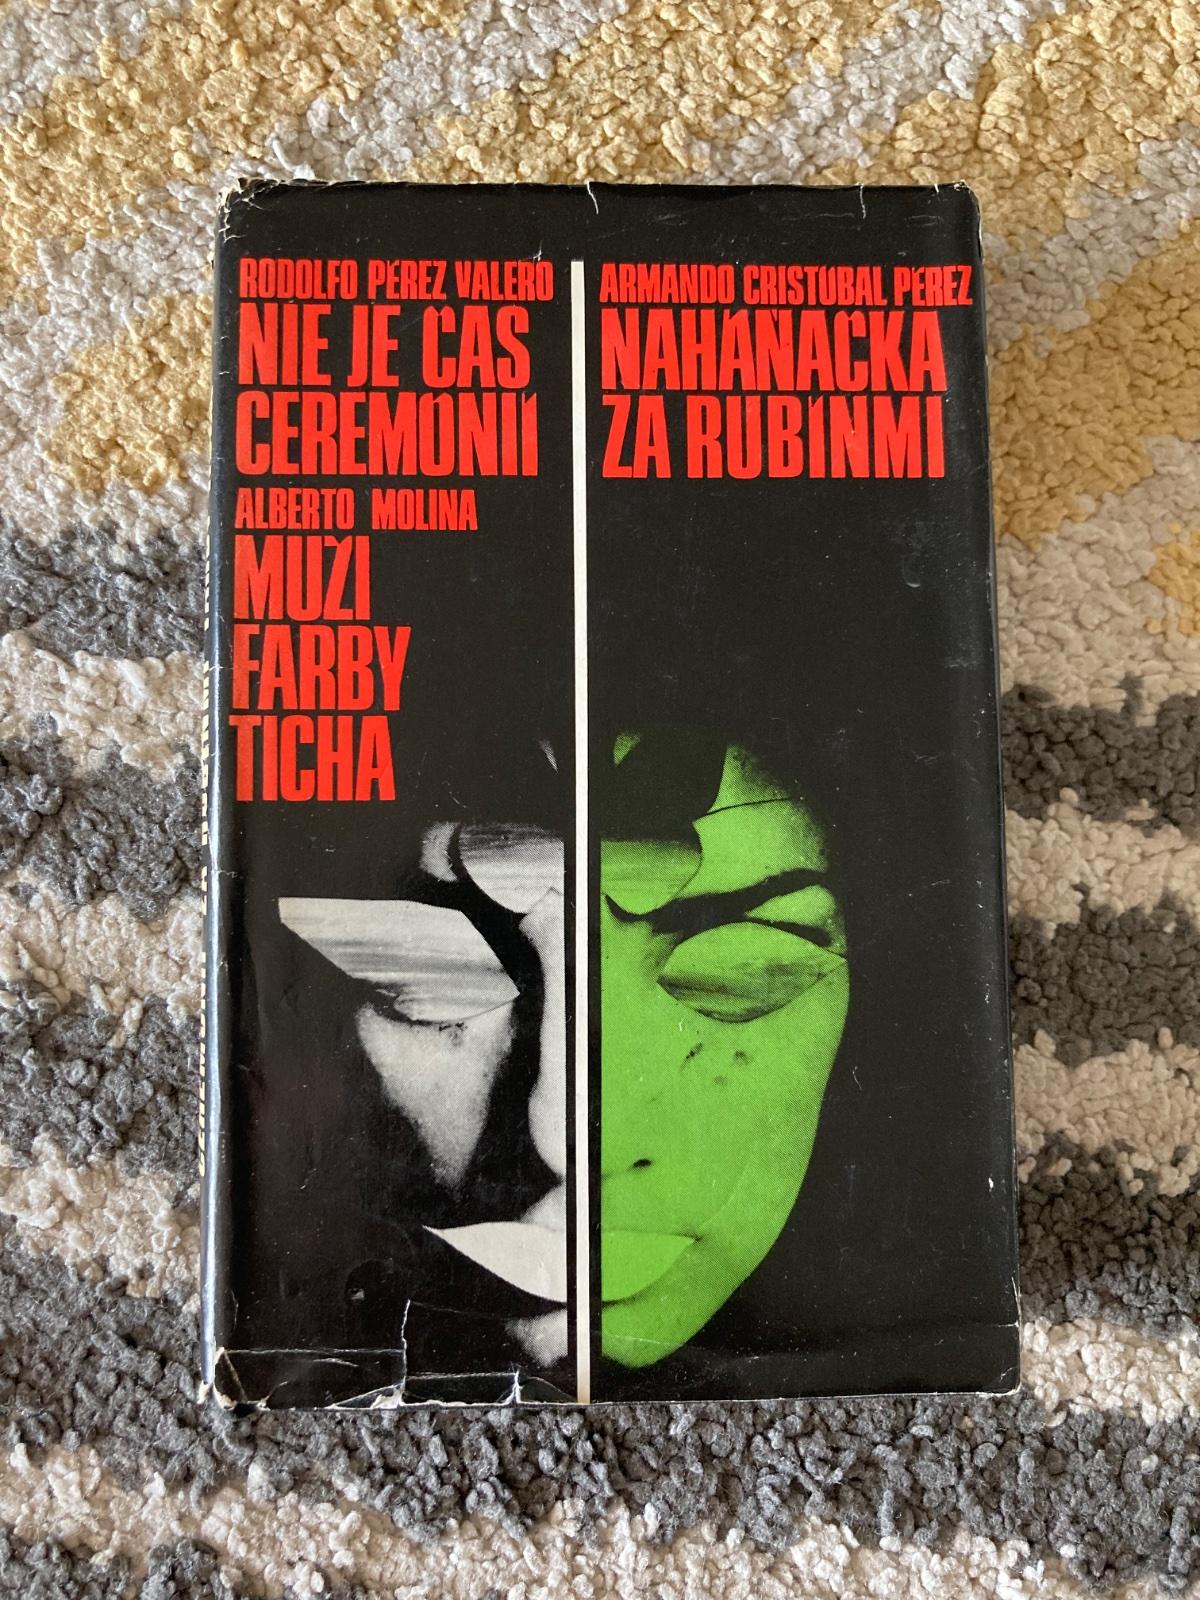 RODOLFO PÉREZ VALERO
NIE JE ČAS
CEREMÓNIÍ
ALBERTO MOLINA
MUŽI
FARBY
TICHA
ARMANDO CRISTÓBAL PÉREZ
NAHÁŇAČKA
ZA RUBÍNMI